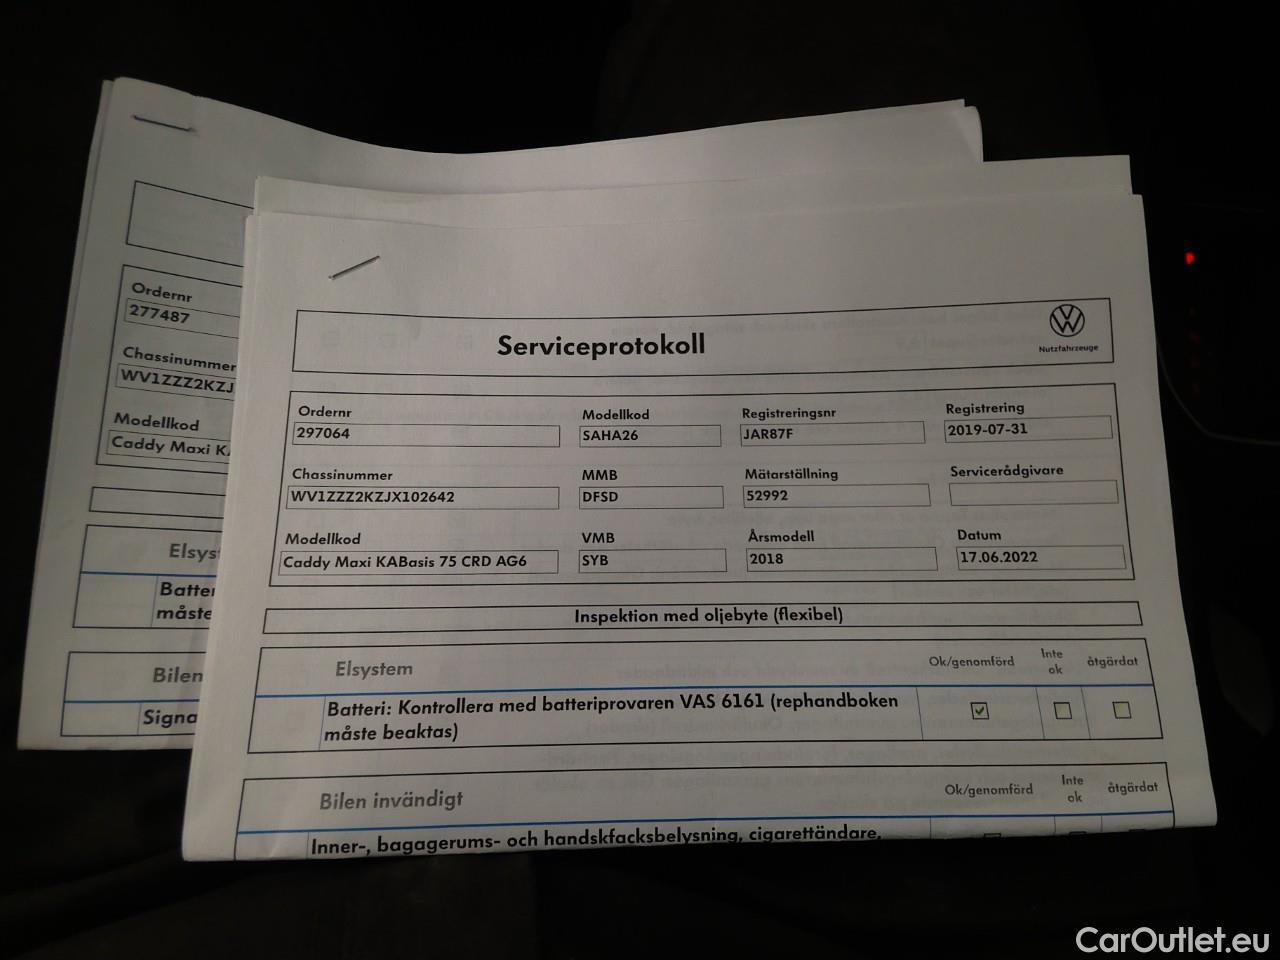 Ordernr
277487
Chassinummer
WV1ZZZ2KZJ
Modellkod
Caddy Maxi K
Elsyst
Batter
måste
Bilen
Signa
Serviceprotokoll
Nutzfahrzeuge
Ordernr Modellkod Registreringsnr Registrering
297064 SAHA26 JAR87F 2019-07-31
Chassinummer MMB Mätarställning Servicerådgivare
WV1ZZZ2KZJX102642 DFSD 52992
Modellkod VMB Årsmodell Datum
Caddy Maxi KABasis 75 CRD AG6 SYB 2018 17.06.2022
Inspektion med oljebyte (flexibel)
Elsystem Ok/genomförd Inte ok åtgärdat
Batteri: Kontrollera med batteriprovaren VAS 6161 (rephandboken
måste beaktas)
Bilen invändigt Ok/genomförd Inte ok åtgärdat
Inner-, bagagerums- och handskfacksbelysning, cigarettändare,
CarOutlet.eu